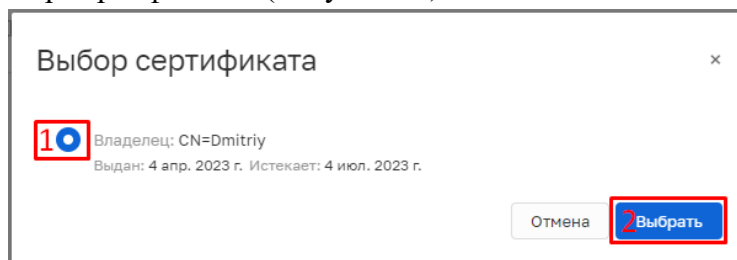 Выбор сертификата ×
1 Владелец: CN=Dmitriy
Выдан: 4 апр. 2023 г. Истекает: 4 июл. 2023 г.
Отмена 2 Выбрать